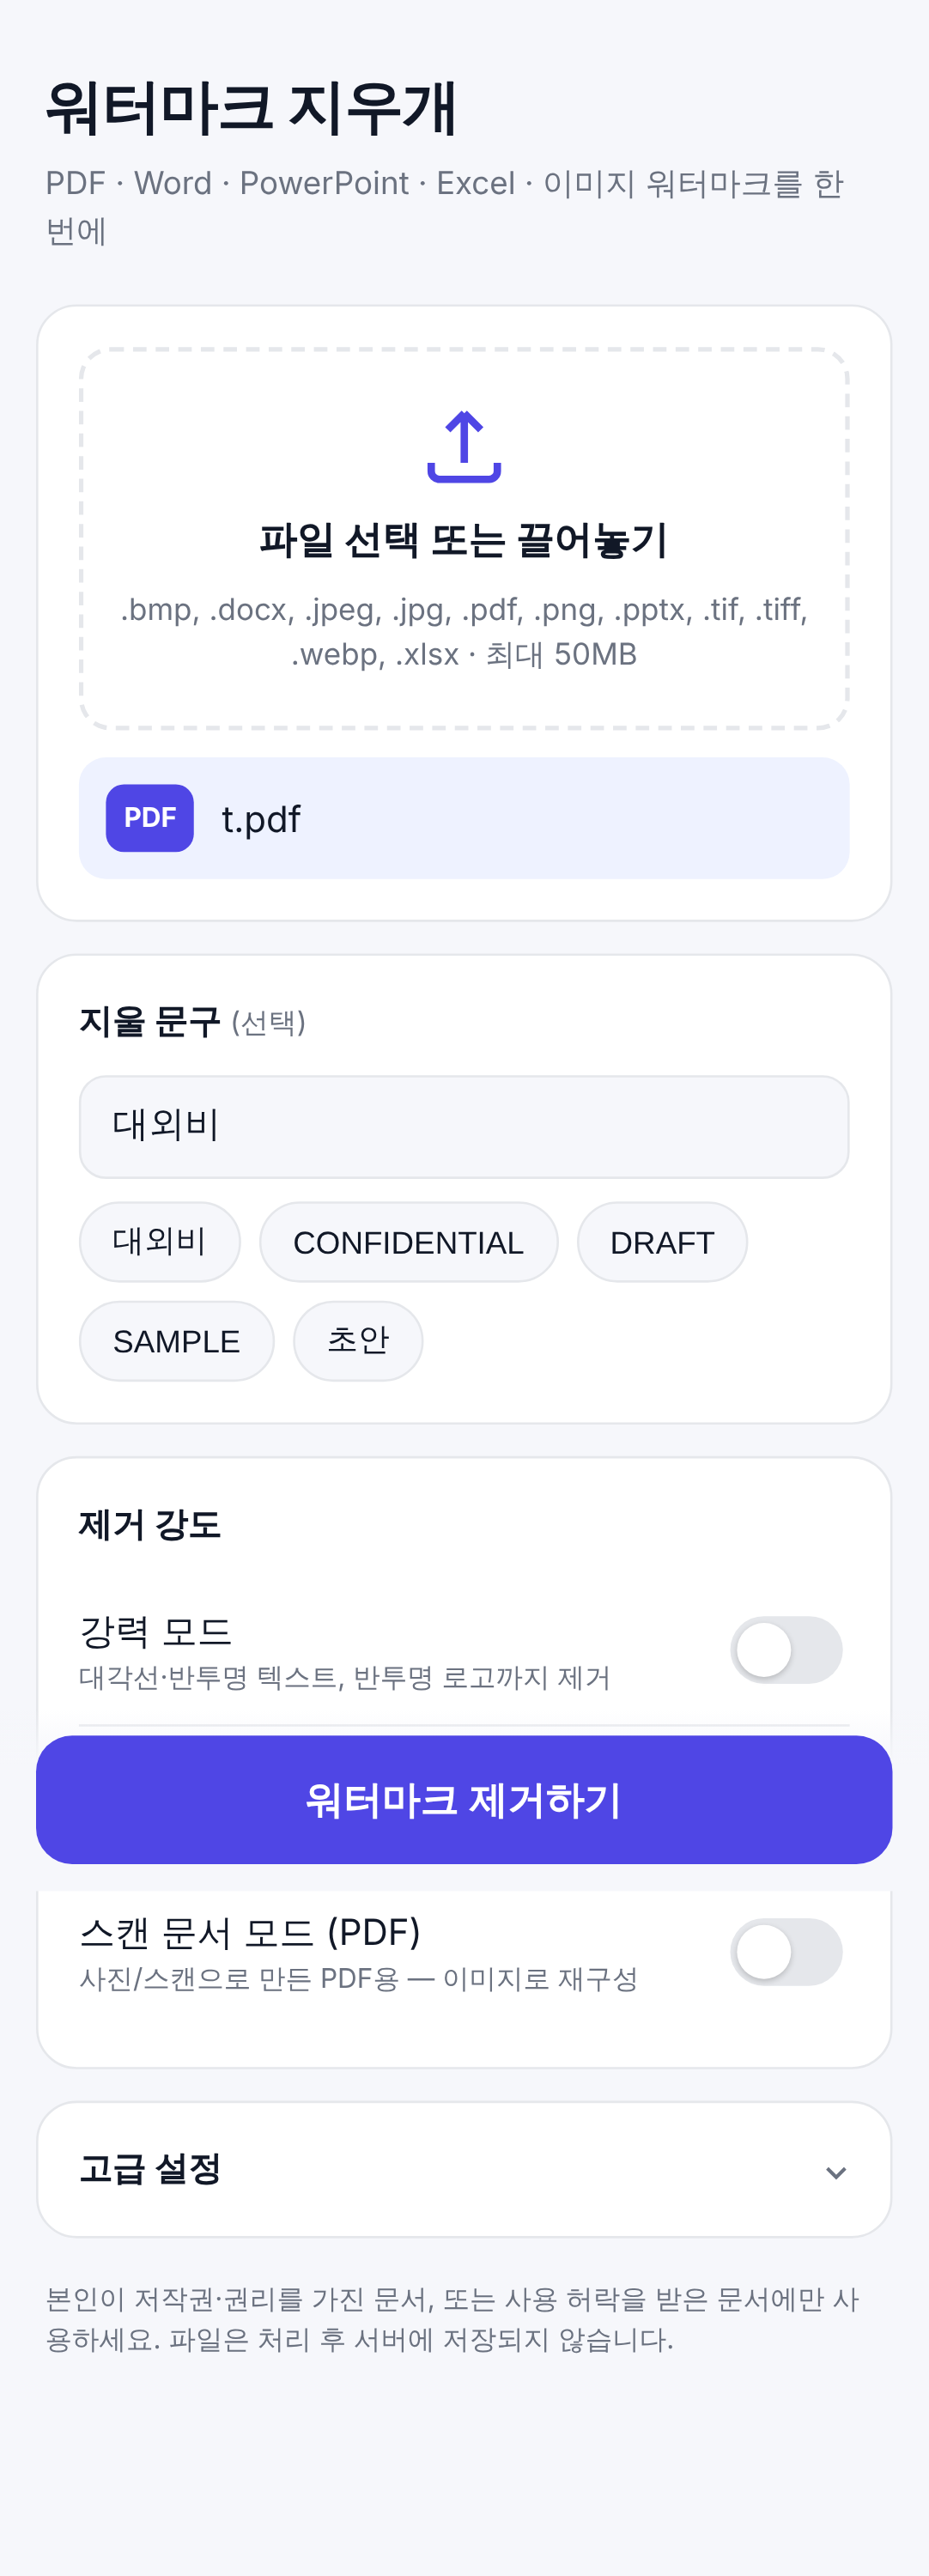 워터마크 지우개
PDF · Word · PowerPoint · Excel · 이미지 워터마크를 한
번에
파일 선택 또는 끌어놓기
.bmp, .docx, .jpeg, .jpg, .pdf, .png, .pptx, .tif, .tiff,
.webp, .xlsx · 최대 50MB
PDF t.pdf
지울 문구 (선택)
대외비
대외비 CONFIDENTIAL DRAFT
SAMPLE 초안
제거 강도
강력 모드
대각선·반투명 텍스트, 반투명 로고까지 제거
워터마크 제거하기
스캔 문서 모드 (PDF)
사진/스캔으로 만든 PDF용 — 이미지로 재구성
고급 설정
본인이 저작권·권리를 가진 문서, 또는 사용 허락을 받은 문서에만 사
용하세요. 파일은 처리 후 서버에 저장되지 않습니다.